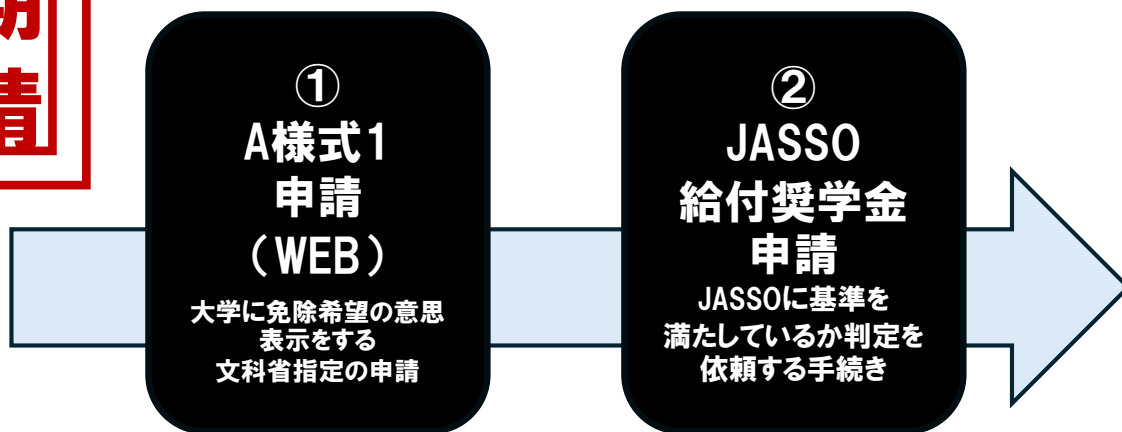 請
①
A様式1
申請
（WEB）
大学に免除希望の意思
表示をする
文科省指定の申請
②
JASSO
給付奨学金
申請
JASSOに基準を
満たしているか判定を
依頼する手続き